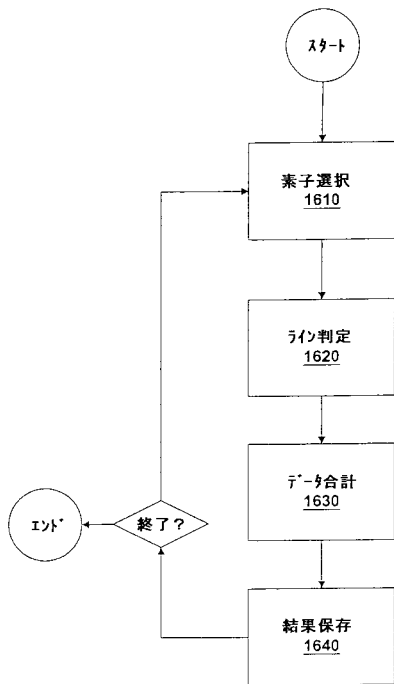 スタート
素子選択
1610
ライン判定
1620
データ合計
1630
結果保存
1640
終了?
エンド